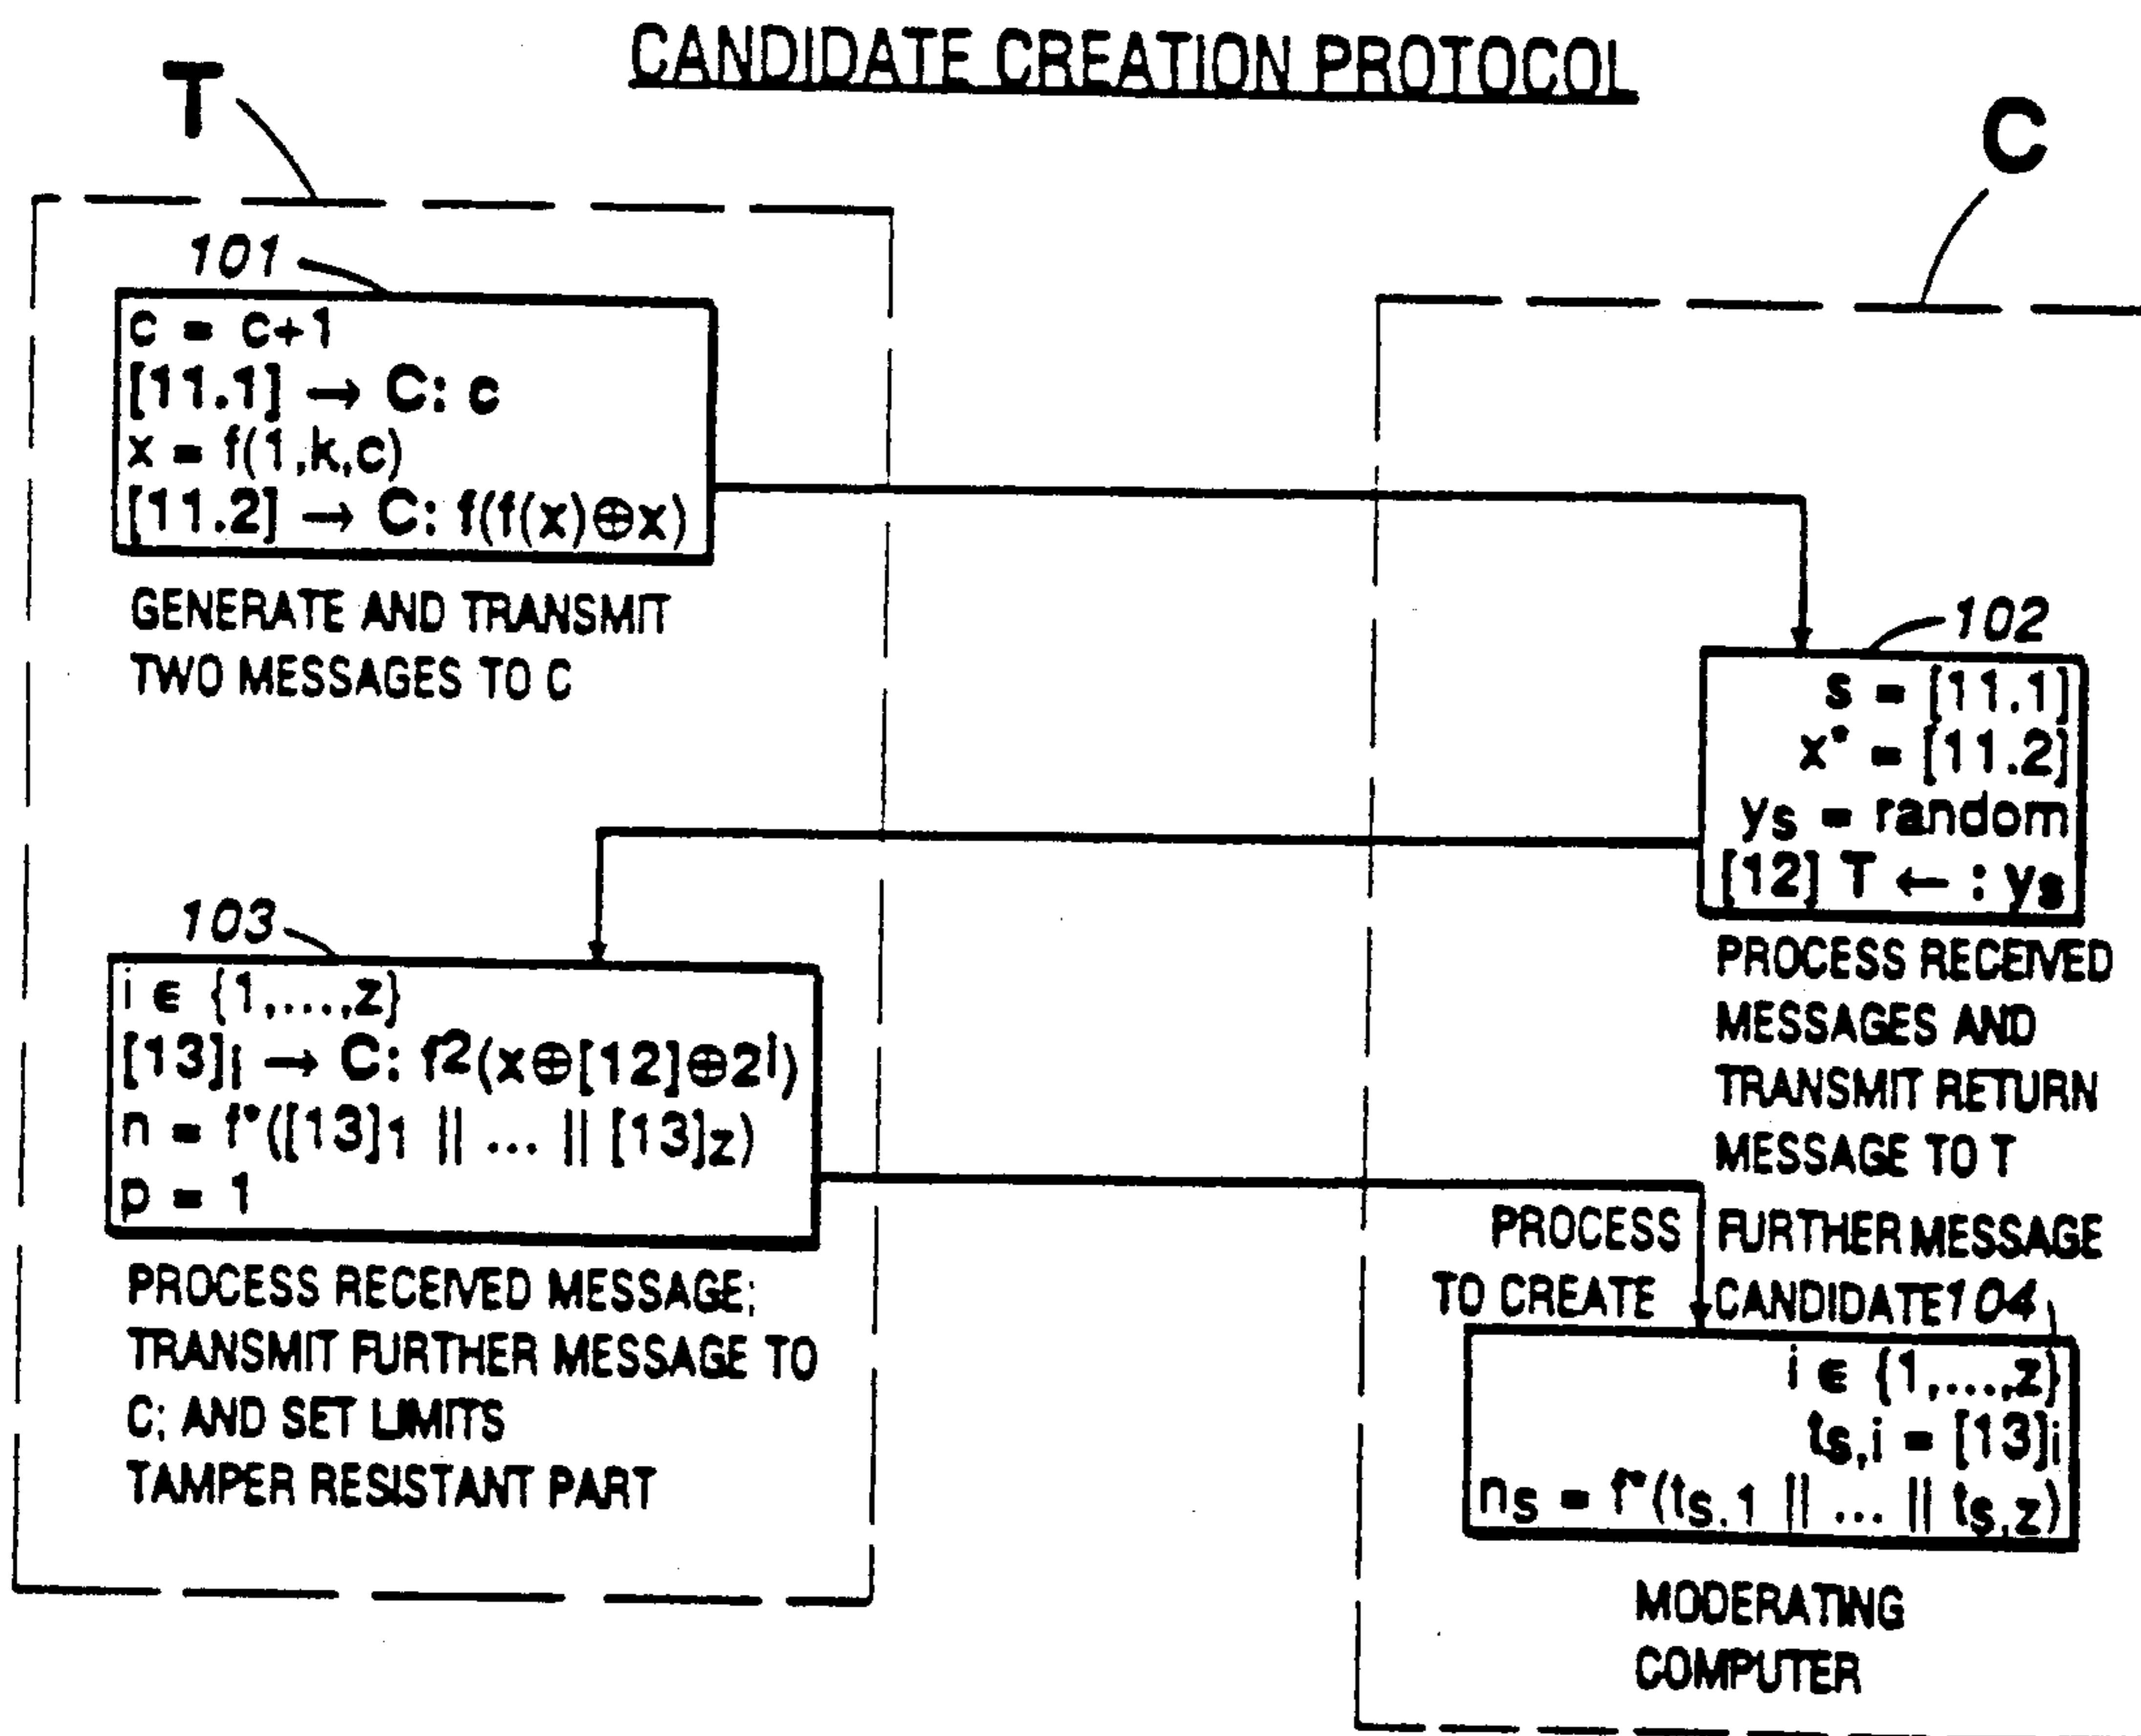 CANDIDATE CREATION PROTOCOL
T
C
101
c = c+1
[11.1] → C: c
x = f(1,k,c)
[11.2] → C: f(f(x)⊕x)
GENERATE AND TRANSMIT
TWO MESSAGES TO C
102
s = [11.1]
x* = [11.2]
ys = random
[12] T ← : ys
PROCESS RECEIVED
MESSAGES AND
TRANSMIT RETURN
MESSAGE TO T
103
i ∈ {1,...,z}
[13]i → C: f2(x⊕[12]⊕2i)
n = f*([13]1 || ... || [13]z)
p = 1
PROCESS RECEIVED MESSAGE;
TRANSMIT FURTHER MESSAGE TO
C; AND SET LIMITS
TAMPER RESISTANT PART
PROCESS FURTHER MESSAGE
TO CREATE CANDIDATE 104
i ∈ {1,...,z}
ts,i = [13]i
ns = f*(ts,1 || ... || ts,z)
MODERATING
COMPUTER